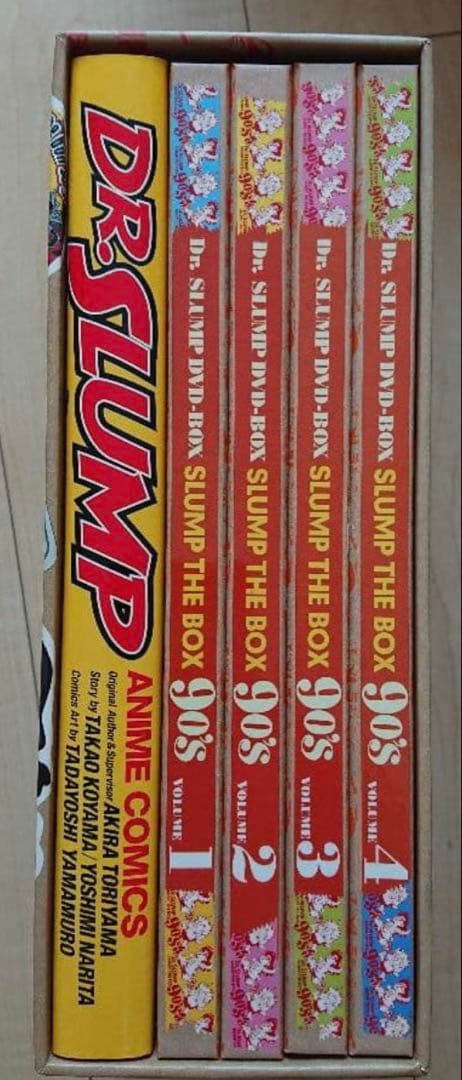 DR.SLUMP
ANIME COMICS
Original Author & Supervisor AKIRA TORIYAMA
Story by TAKAO KOYAMA / YOSHIMI NARITA
Comics Art by TADAYOSHI YAMAMURO
Dr. SLUMP DVD-BOX SLUMP THE BOX 90's VOLUME 1
Dr. SLUMP DVD-BOX SLUMP THE BOX 90's VOLUME 2
Dr. SLUMP DVD-BOX SLUMP THE BOX 90's VOLUME 3
Dr. SLUMP DVD-BOX SLUMP THE BOX 90's VOLUME 4